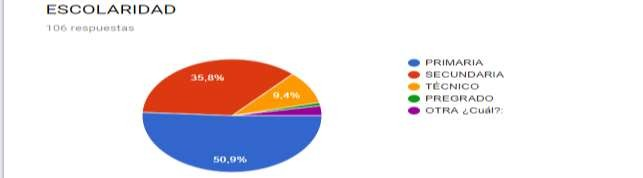 ESCOLARIDAD
106 respuestas
PRIMARIA
SECUNDARIA
TÉCNICO
PREGRADO
OTRA ¿Cuál?:
35,8%
9,4%
50,9%